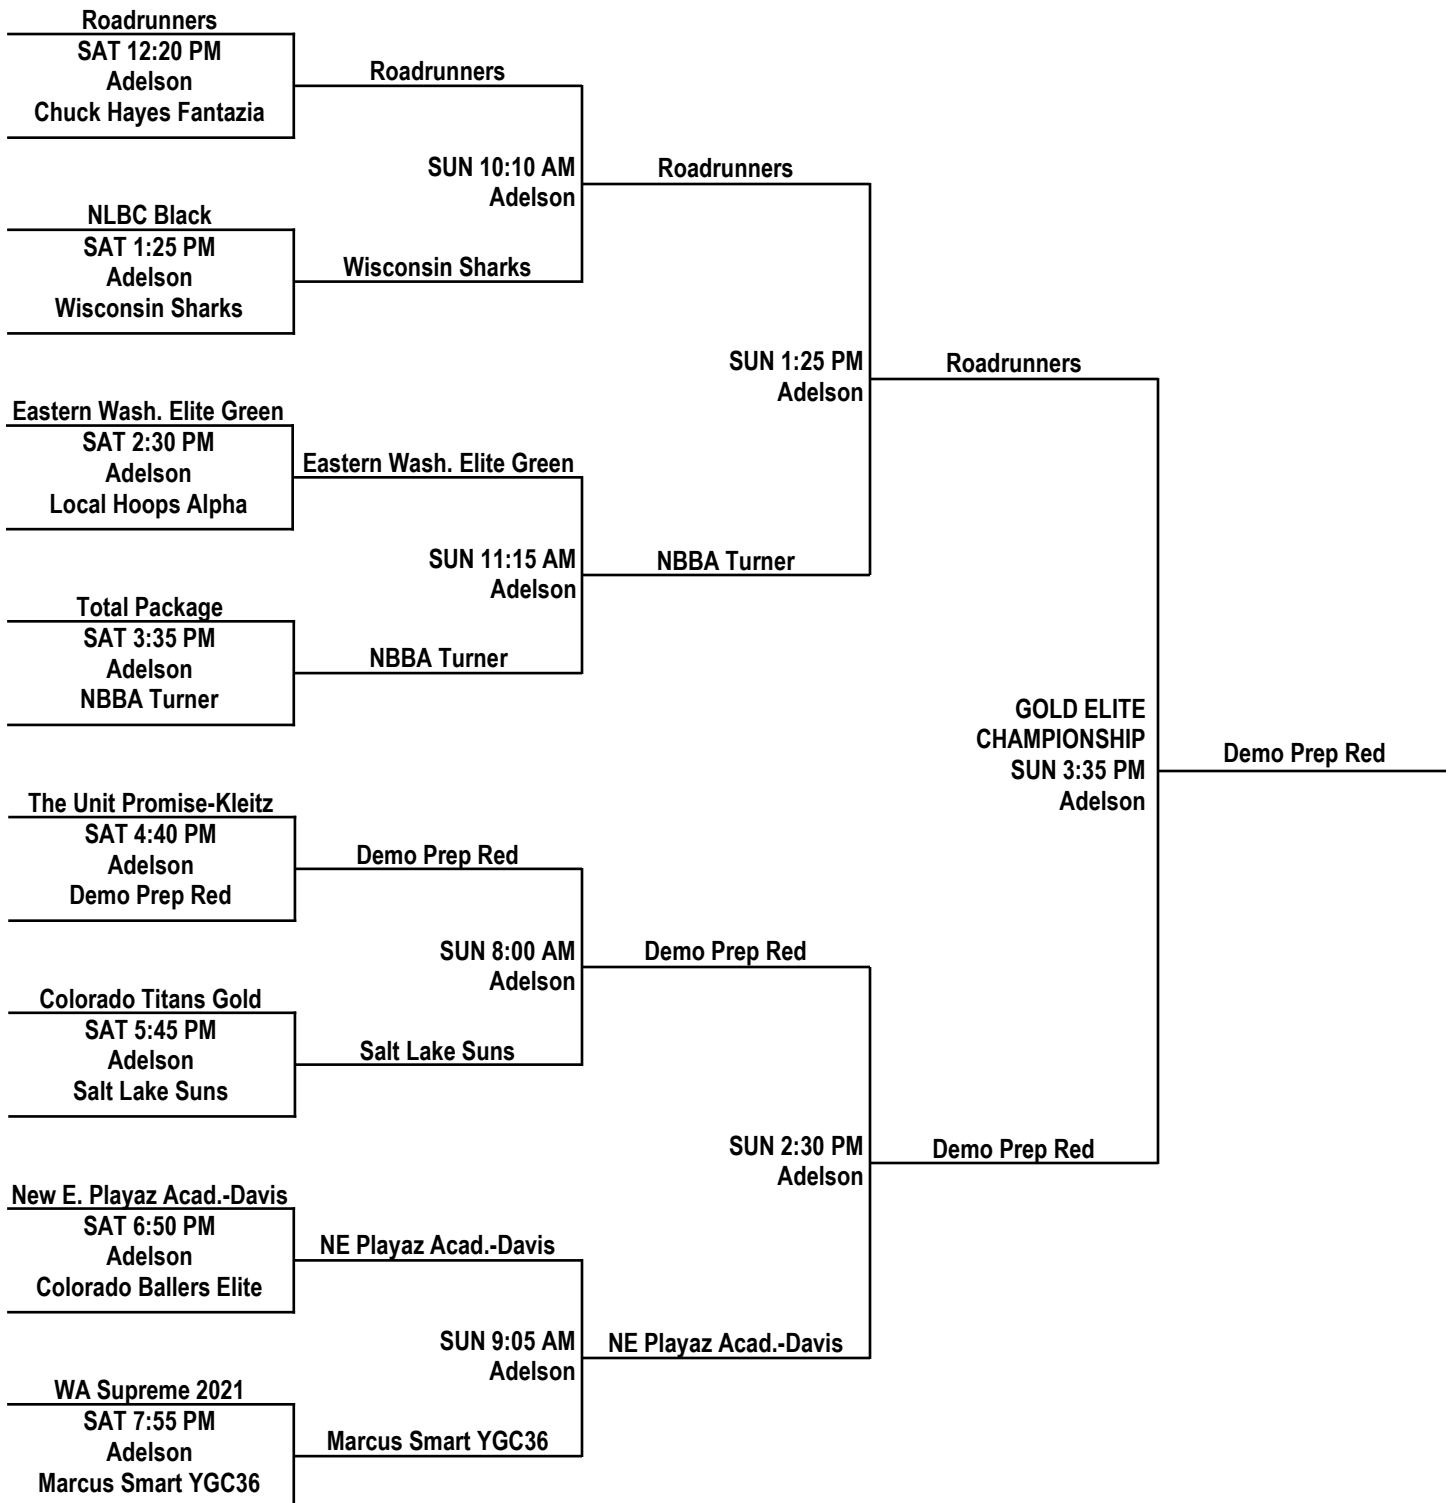 Roadrunners
SAT 12:20 PM
Adelson
Chuck Hayes Fantazia
NLBC Black
SAT 1:25 PM
Adelson
Wisconsin Sharks
Eastern Wash. Elite Green
SAT 2:30 PM
Adelson
Local Hoops Alpha
Total Package
SAT 3:35 PM
Adelson
NBBA Turner
The Unit Promise-Kleitz
SAT 4:40 PM
Adelson
Demo Prep Red
Colorado Titans Gold
SAT 5:45 PM
Adelson
Salt Lake Suns
New E. Playaz Acad.-Davis
SAT 6:50 PM
Adelson
Colorado Ballers Elite
WA Supreme 2021
SAT 7:55 PM
Adelson
Marcus Smart YGC36
Roadrunners
SUN 10:10 AM
Adelson
Wisconsin Sharks
Eastern Wash. Elite Green
SUN 11:15 AM
Adelson
NBBA Turner
Demo Prep Red
SUN 8:00 AM
Adelson
Salt Lake Suns
NE Playaz Acad.-Davis
SUN 9:05 AM
Adelson
Marcus Smart YGC36
Roadrunners
SUN 1:25 PM
Adelson
NBBA Turner
Demo Prep Red
SUN 2:30 PM
Adelson
NE Playaz Acad.-Davis
Roadrunners
GOLD ELITE
CHAMPIONSHIP
SUN 3:35 PM
Adelson
Demo Prep Red
Demo Prep Red